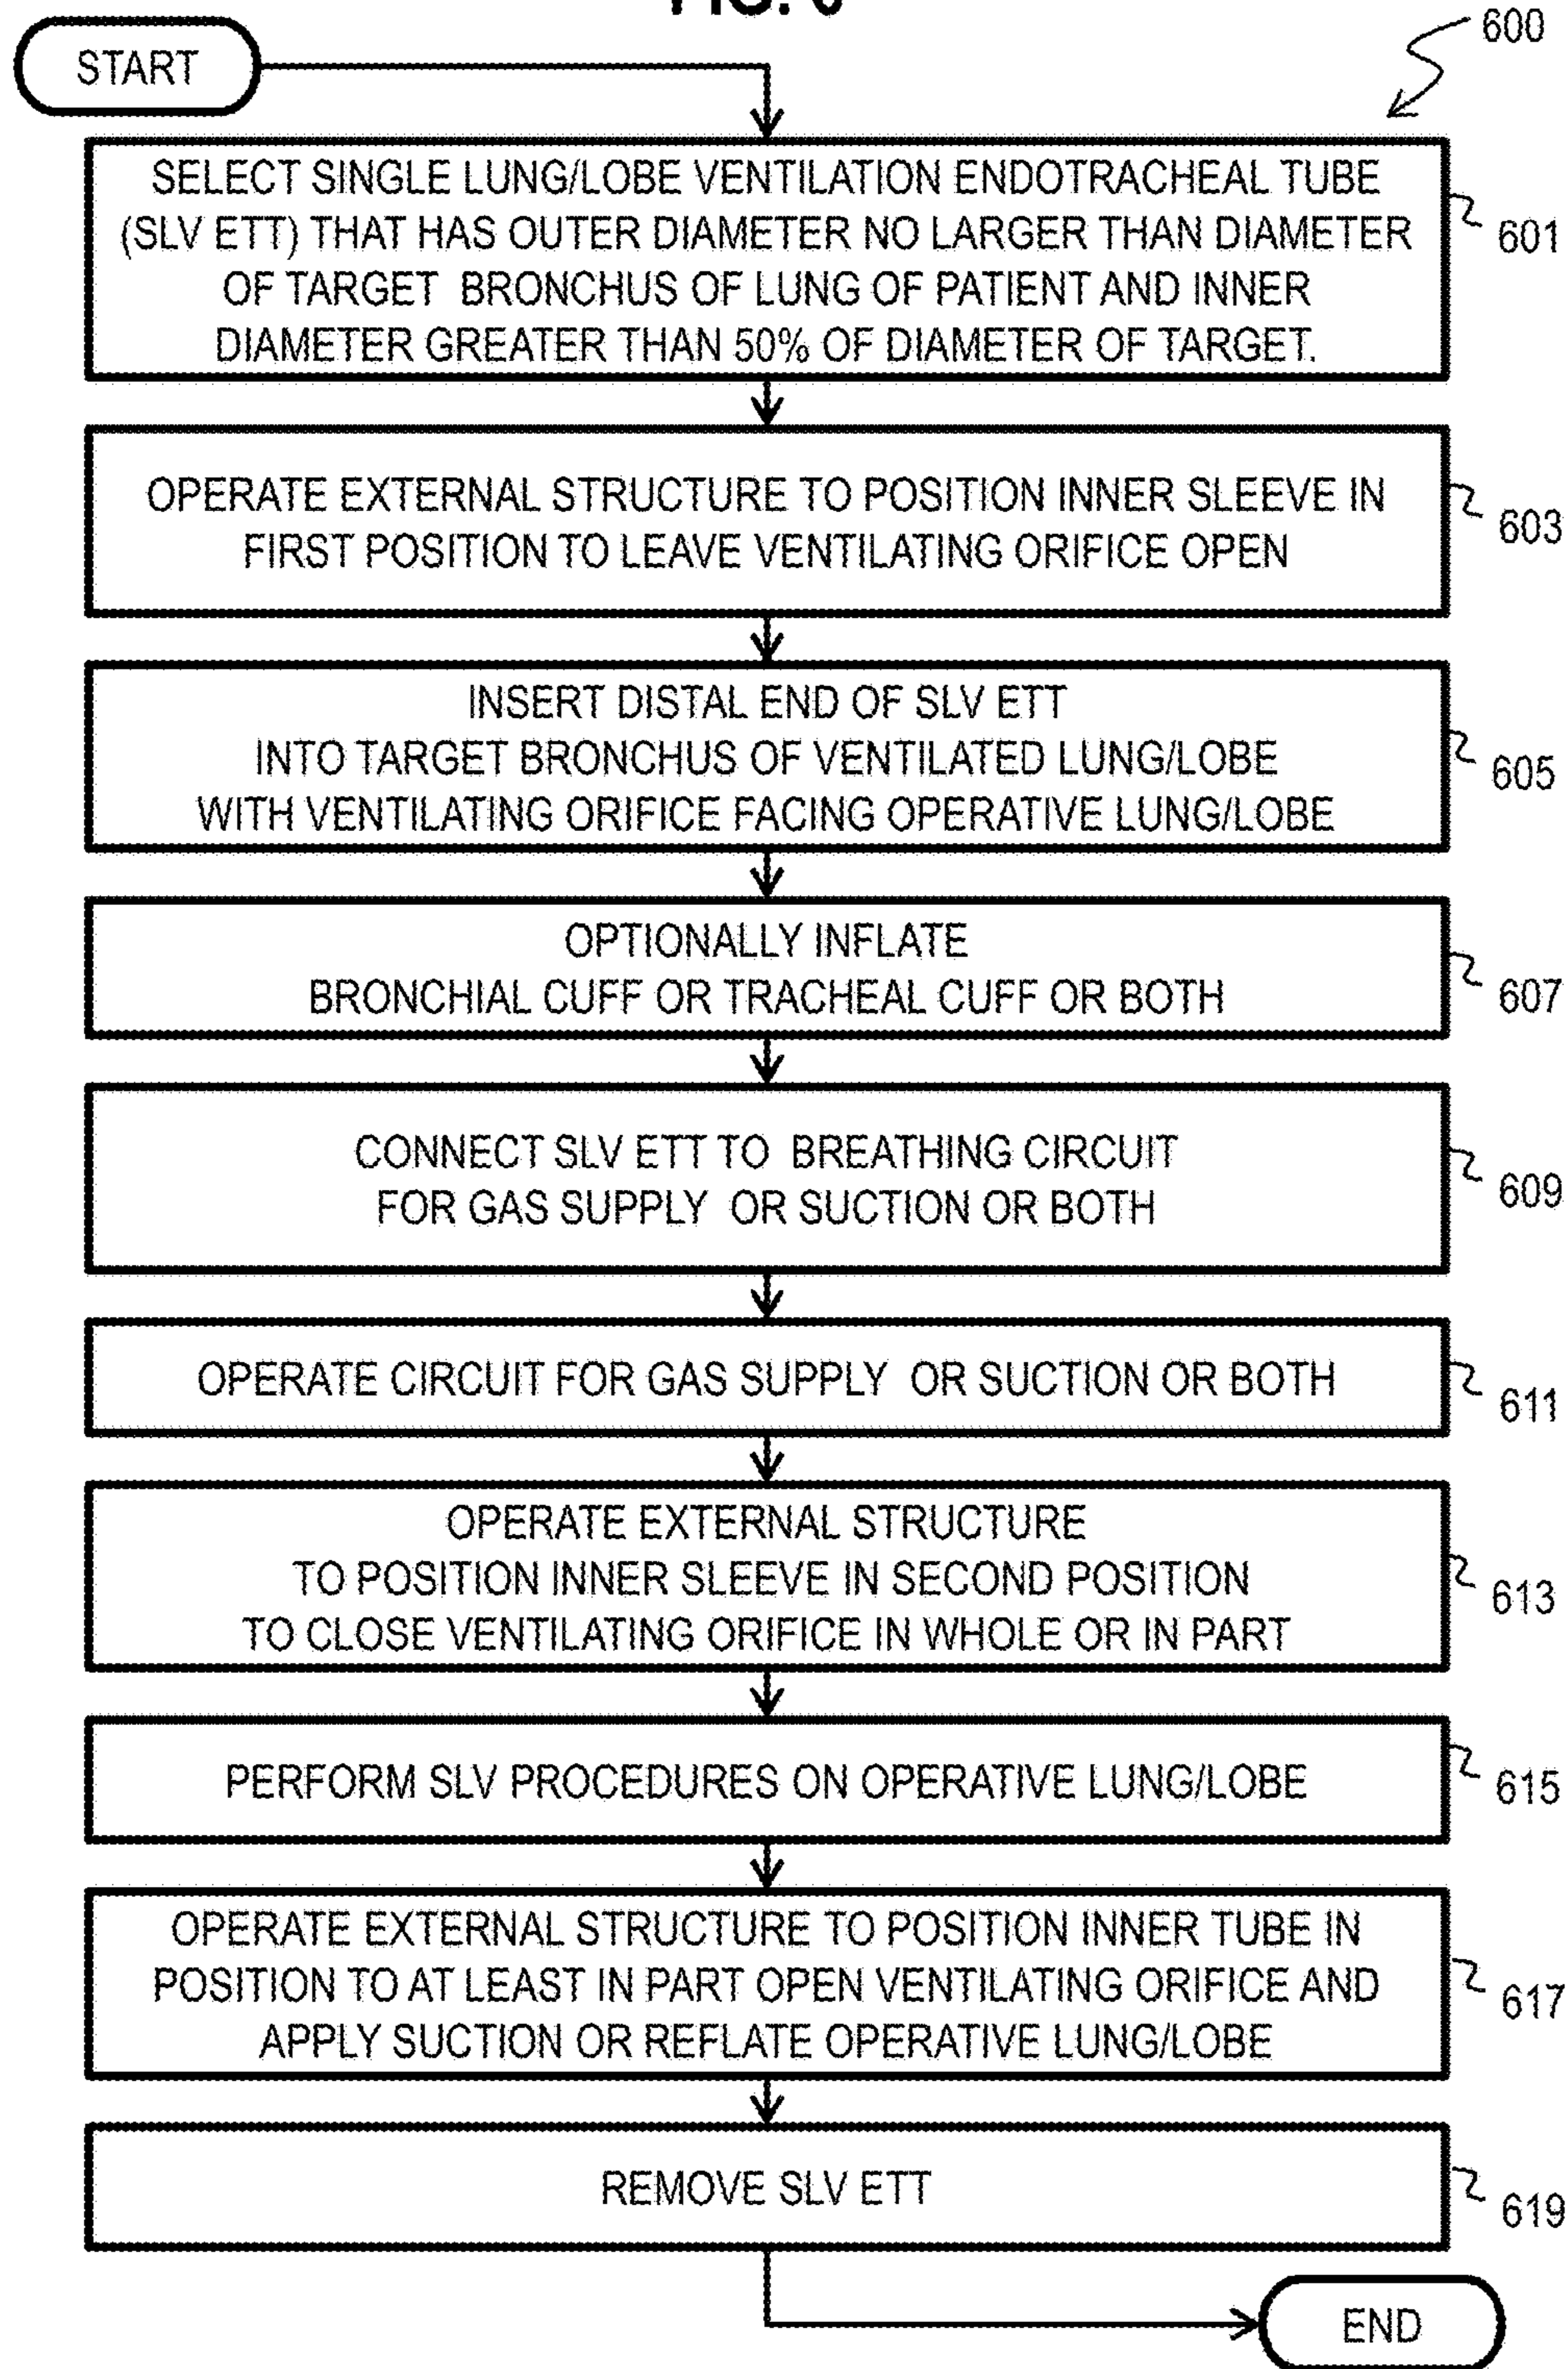 FIG. 6
600
START
SELECT SINGLE LUNG/LOBE VENTILATION ENDOTRACHEAL TUBE
(SLV ETT) THAT HAS OUTER DIAMETER NO LARGER THAN DIAMETER
OF TARGET BRONCHUS OF LUNG OF PATIENT AND INNER
DIAMETER GREATER THAN 50% OF DIAMETER OF TARGET.
601
OPERATE EXTERNAL STRUCTURE TO POSITION INNER SLEEVE IN
FIRST POSITION TO LEAVE VENTILATING ORIFICE OPEN
603
INSERT DISTAL END OF SLV ETT
INTO TARGET BRONCHUS OF VENTILATED LUNG/LOBE
WITH VENTILATING ORIFICE FACING OPERATIVE LUNG/LOBE
605
OPTIONALLY INFLATE
BRONCHIAL CUFF OR TRACHEAL CUFF OR BOTH
607
CONNECT SLV ETT TO BREATHING CIRCUIT
FOR GAS SUPPLY OR SUCTION OR BOTH
609
OPERATE CIRCUIT FOR GAS SUPPLY OR SUCTION OR BOTH
611
OPERATE EXTERNAL STRUCTURE
TO POSITION INNER SLEEVE IN SECOND POSITION
TO CLOSE VENTILATING ORIFICE IN WHOLE OR IN PART
613
PERFORM SLV PROCEDURES ON OPERATIVE LUNG/LOBE
615
OPERATE EXTERNAL STRUCTURE TO POSITION INNER TUBE IN
POSITION TO AT LEAST IN PART OPEN VENTILATING ORIFICE AND
APPLY SUCTION OR REFLATE OPERATIVE LUNG/LOBE
617
REMOVE SLV ETT
619
END